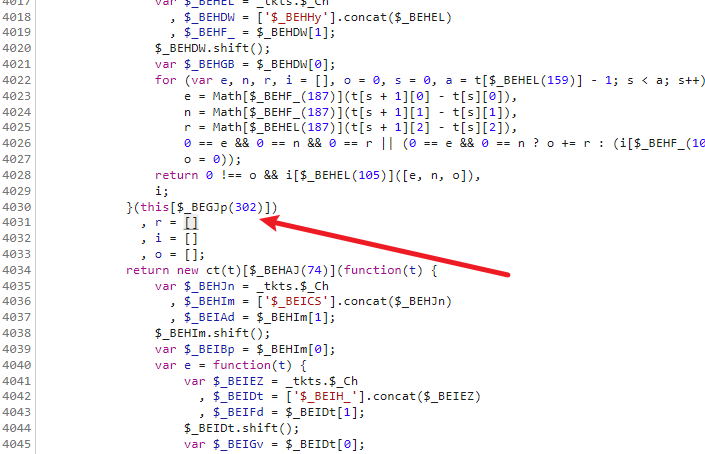 4017 var $_BEHEL = _tkts.$_Ch
4018 , $_BEHDW = ['$_BEHHy'].concat($_BEHEL)
4019 , $_BEHF_ = $_BEHDW[1];
4020 $_BEHDW.shift();
4021 var $_BEHGB = $_BEHDW[0];
4022 for (var e, n, r, i = [], o = 0, s = 0, a = t[$_BEHEL(159)] - 1; s < a; s++)
4023 e = Math[$_BEHF_(187)](t[s + 1][0] - t[s][0]),
4024 n = Math[$_BEHF_(187)](t[s + 1][1] - t[s][1]),
4025 r = Math[$_BEHEL(187)](t[s + 1][2] - t[s][2]),
4026 0 == e && 0 == n && 0 == r || (0 == e && 0 == n ? o += r : (i[$_BEHF_(10
4027 o = 0));
4028 return 0 !== o && i[$_BEHEL(105)]([e, n, o]),
4029 i;
4030 }(this[$_BEGJp(302)])
4031 , r = []
4032 , i = []
4033 , o = [];
4034 return new ct(t)[$_BEHAJ(74)](function(t) {
4035 var $_BEHJn = _tkts.$_Ch
4036 , $_BEHIm = ['$_BEICS'].concat($_BEHJn)
4037 , $_BEIAd = $_BEHIm[1];
4038 $_BEHIm.shift();
4039 var $_BEIBp = $_BEHIm[0];
4040 var e = function(t) {
4041 var $_BEIEZ = _tkts.$_Ch
4042 , $_BEIDt = ['$_BEIH_'].concat($_BEIEZ)
4043 , $_BEIFd = $_BEIDt[1];
4044 $_BEIDt.shift();
4045 var $_BEIGv = $_BEIDt[0];